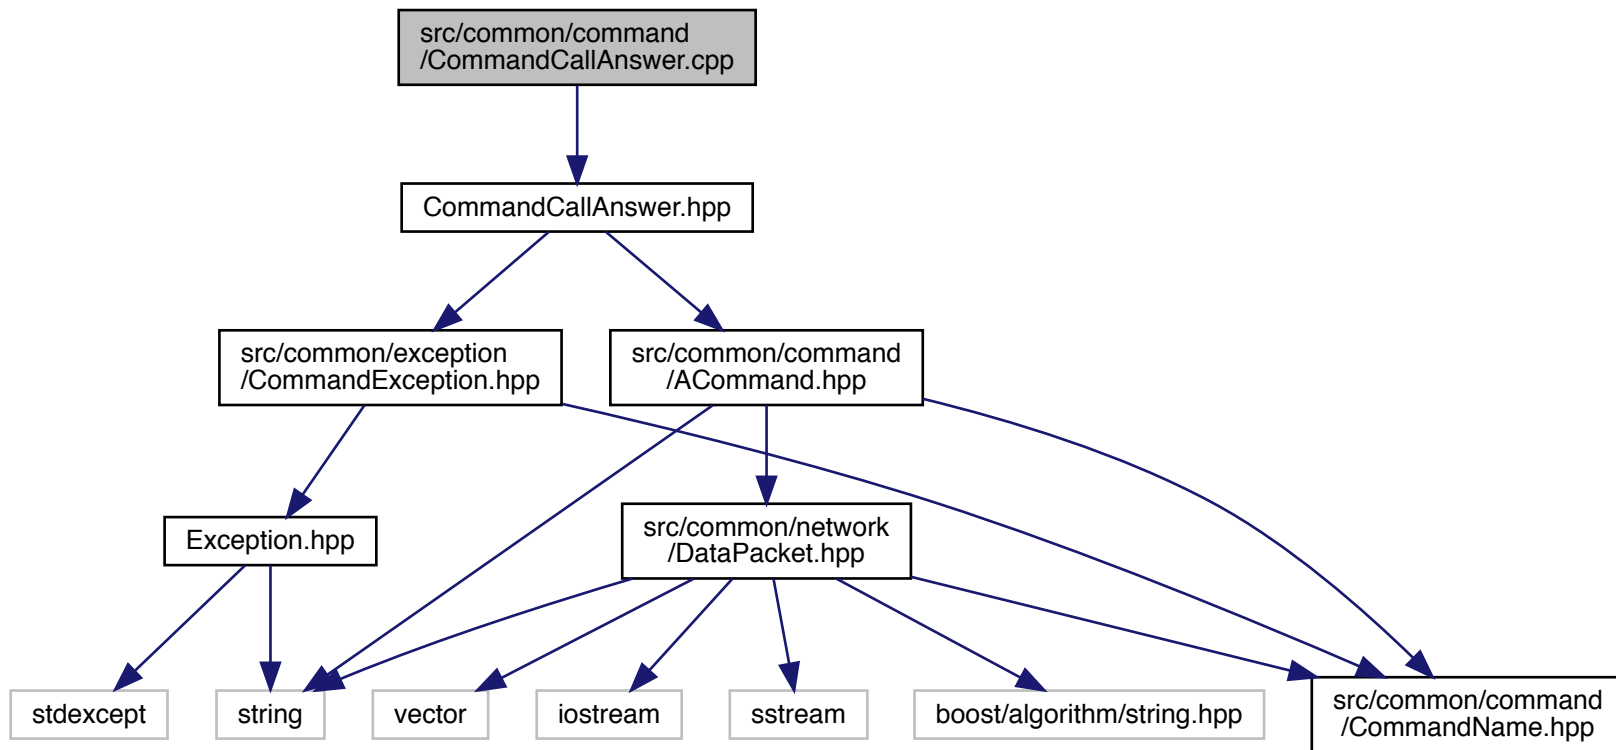 src/common/command
/CommandCallAnswer.cpp
CommandCallAnswer.hpp
src/common/exception
/CommandException.hpp
src/common/command
/ACommand.hpp
Exception.hpp
src/common/network
/DataPacket.hpp
stdexcept
string
vector
iostream
sstream
boost/algorithm/string.hpp
src/common/command
/CommandName.hpp